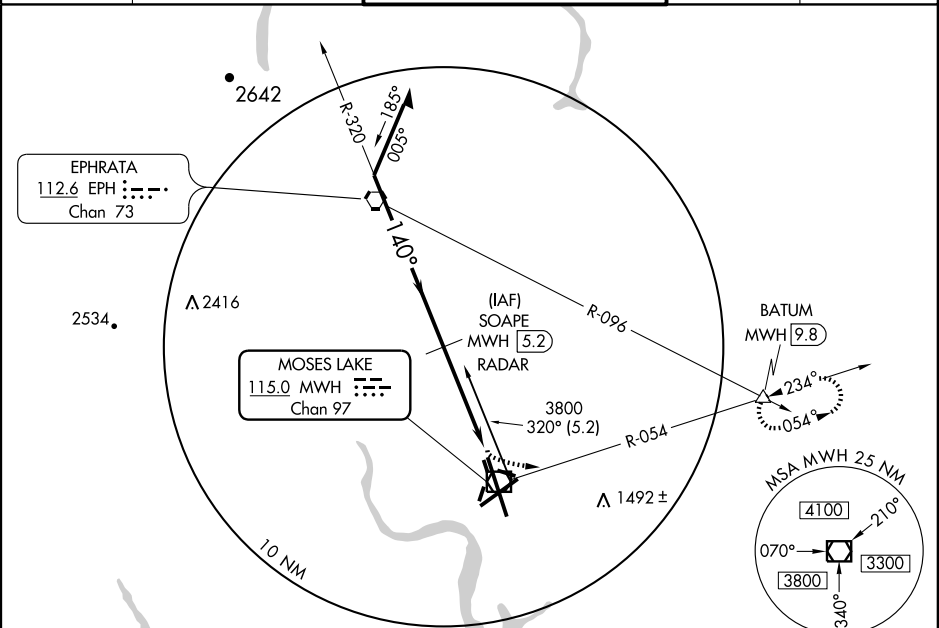 2642
R-320
185°
005°
EPHRATA
112.6 EPH
Chan 73
140°
2416
2534
(IAF)
SOAPE
MWH 5.2
RADAR
R-096
BATUM
MWH 9.8
MOSES LAKE
115.0 MWH
Chan 97
3800
320° (5.2)
R-054
234°
054°
1492 ±
10 NM
MSA MWH 25 NM
4100
210°
070°
3300
3800
340°